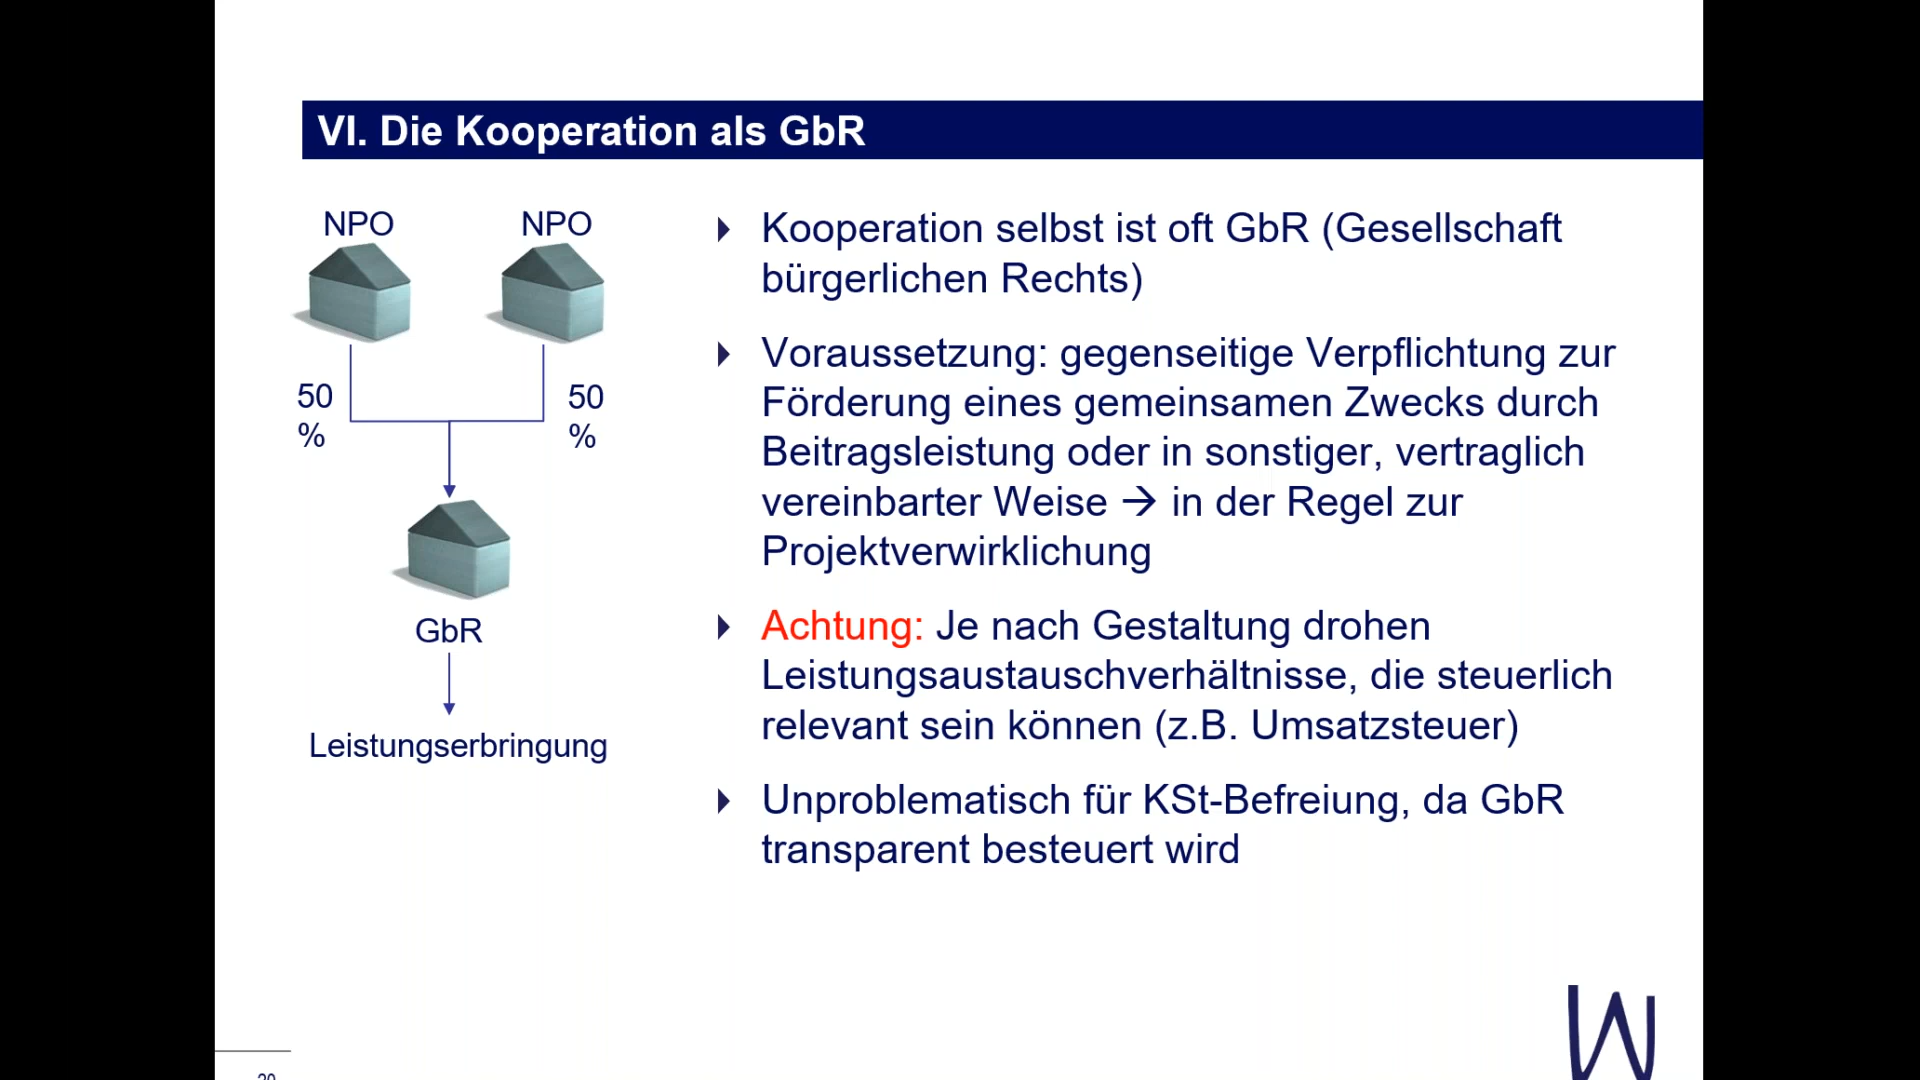 VI. Die Kooperation als GbR
NPO
NPO
50
%
50
%
GbR
Leistungserbringung
Kooperation selbst ist oft GbR (Gesellschaft
bürgerlichen Rechts)
Voraussetzung: gegenseitige Verpflichtung zur
Förderung eines gemeinsamen Zwecks durch
Beitragsleistung oder in sonstiger, vertraglich
vereinbarter Weise → in der Regel zur
Projektverwirklichung
Achtung: Je nach Gestaltung drohen
Leistungsaustauschverhältnisse, die steuerlich
relevant sein können (z.B. Umsatzsteuer)
Unproblematisch für KSt-Befreiung, da GbR
transparent besteuert wird
W